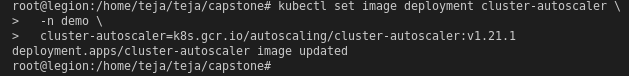 root@legion:/home/teja/teja/capstone# kubectl set image deployment cluster-autoscaler \
>   -n demo \
>   cluster-autoscaler=k8s.gcr.io/autoscaling/cluster-autoscaler:v1.21.1
deployment.apps/cluster-autoscaler image updated
root@legion:/home/teja/teja/capstone#